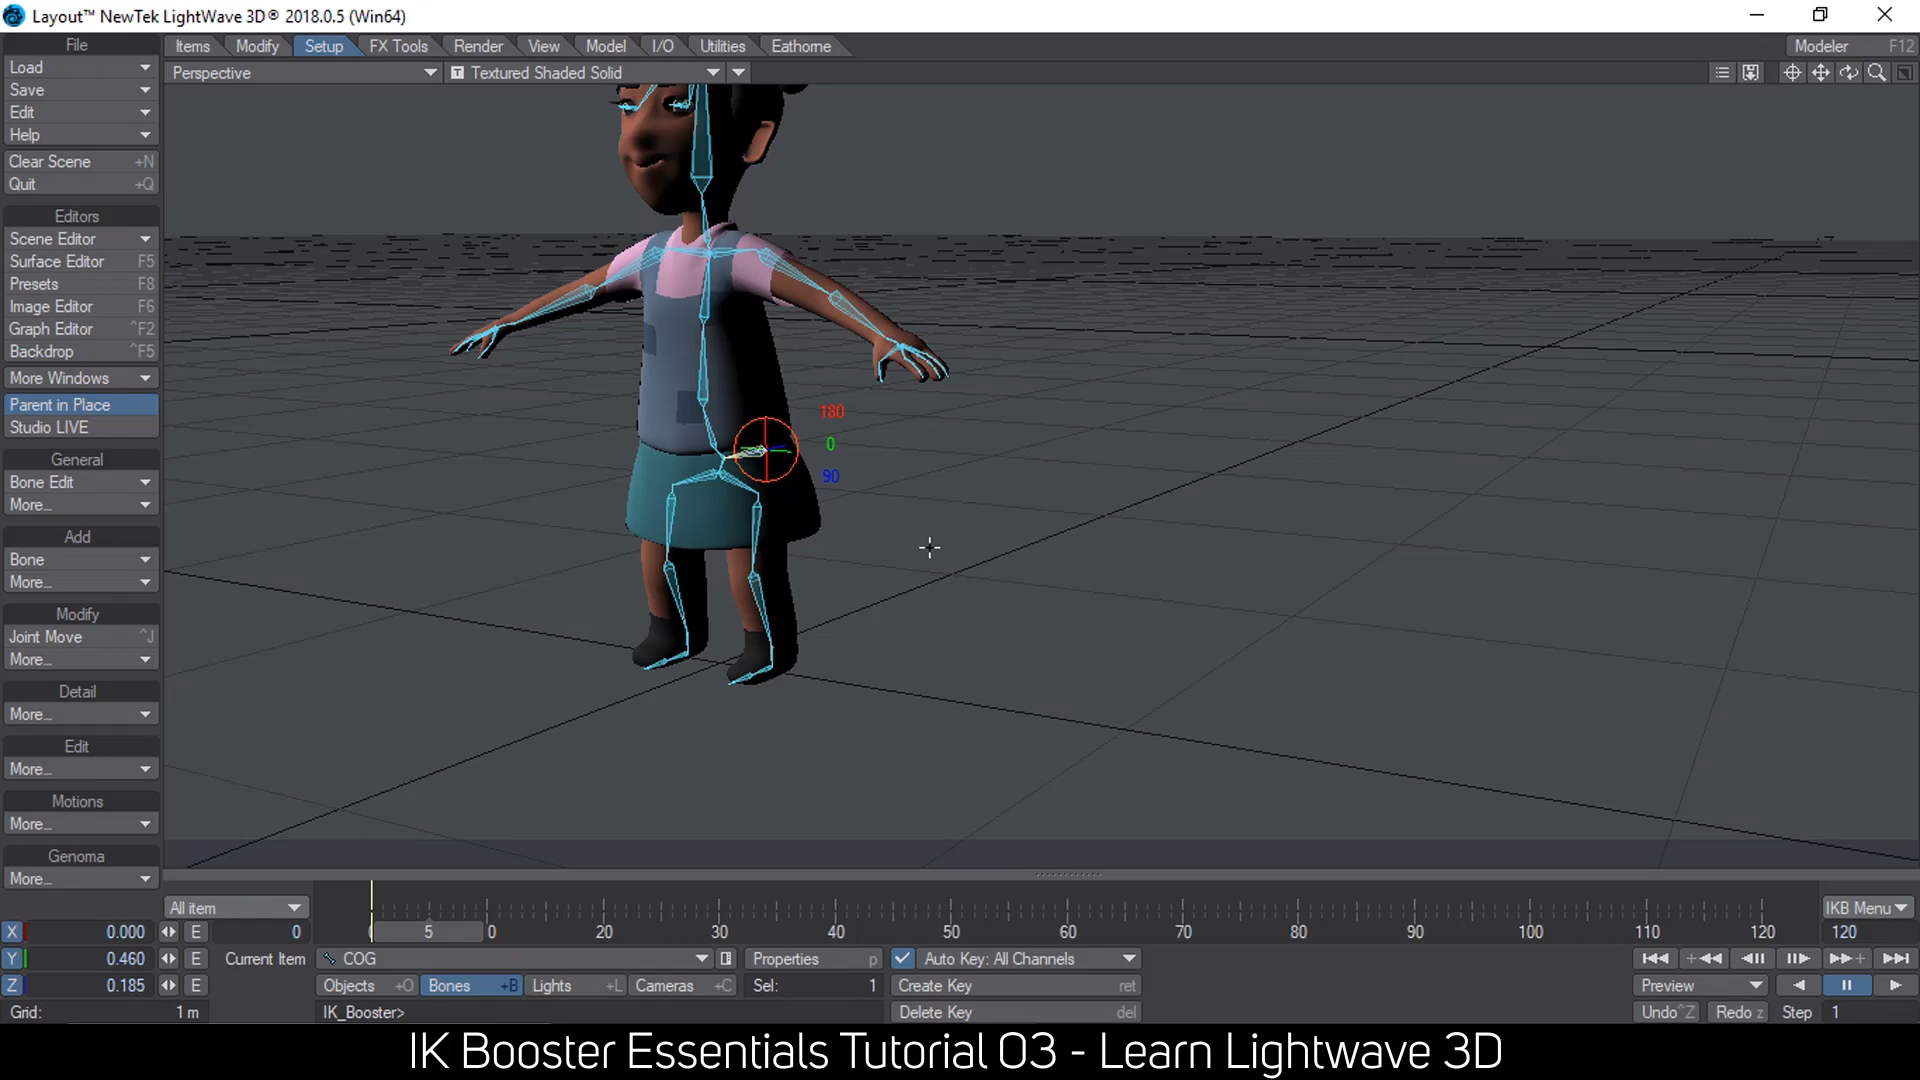 Layout™ NewTek LightWave 3D® 2018.0.5 (Win64)
File
Items Modify Setup FX Tools Render View Model I/O Utilities Eathorne Modeler F12
Load
Perspective T Textured Shaded Solid
Save
Edit
Help
Clear Scene +N
Quit +Q
Editors
Scene Editor
Surface Editor F5
Presets F8
Image Editor F6
Graph Editor ^F2
Backdrop ^F5
More Windows
Parent in Place
Studio LIVE
General
Bone Edit
More...
Add
Bone
More...
Modify
Joint Move ^J
More...
Detail
More...
Edit
More...
Motions
More...
Genoma
More...
180
0
90
All item IKB Menu
X 0.000 E 0 5 0 20 30 40 50 60 70 80 90 100 110 120 120
Y 0.460 E Current Item COG Properties p Auto Key: All Channels
Z 0.185 E Objects +O Bones +B Lights +L Cameras +C Sel: 1 Create Key ret Preview
Grid: 1 m IK_Booster> Delete Key del Undo ^Z Redo z Step 1
IK Booster Essentials Tutorial 03 - Learn Lightwave 3D